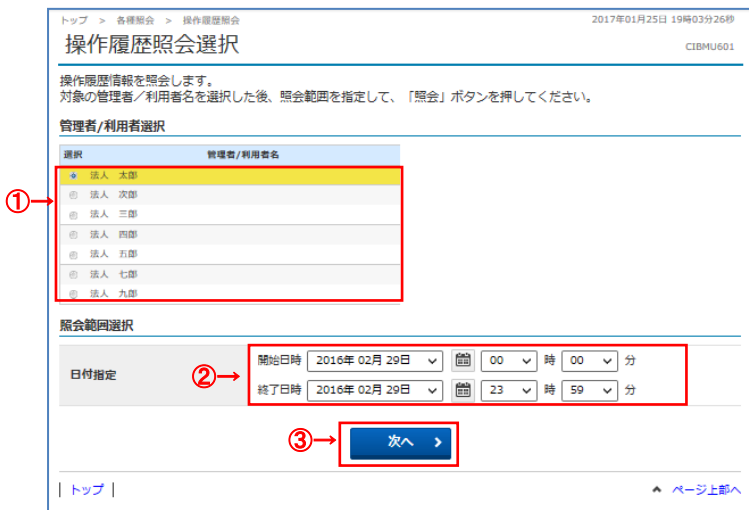 トップ > 各種照会 > 操作履歴照会
2017年01月25日 19時03分26秒
操作履歴照会選択
CIBMU601
操作履歴情報を照会します。
対象の管理者／利用者名を選択した後、照会範囲を指定して、「照会」ボタンを押してください。
管理者/利用者選択
選択 管理者/利用者名
①
法人 太郎
法人 次郎
法人 三郎
法人 四郎
法人 五郎
法人 七郎
法人 九郎
照会範囲選択
日付指定
②
開始日時 2016年 02月 29日 00 時 00 分
終了日時 2016年 02月 29日 23 時 59 分
③
次へ
| トップ |
ページ上部へ